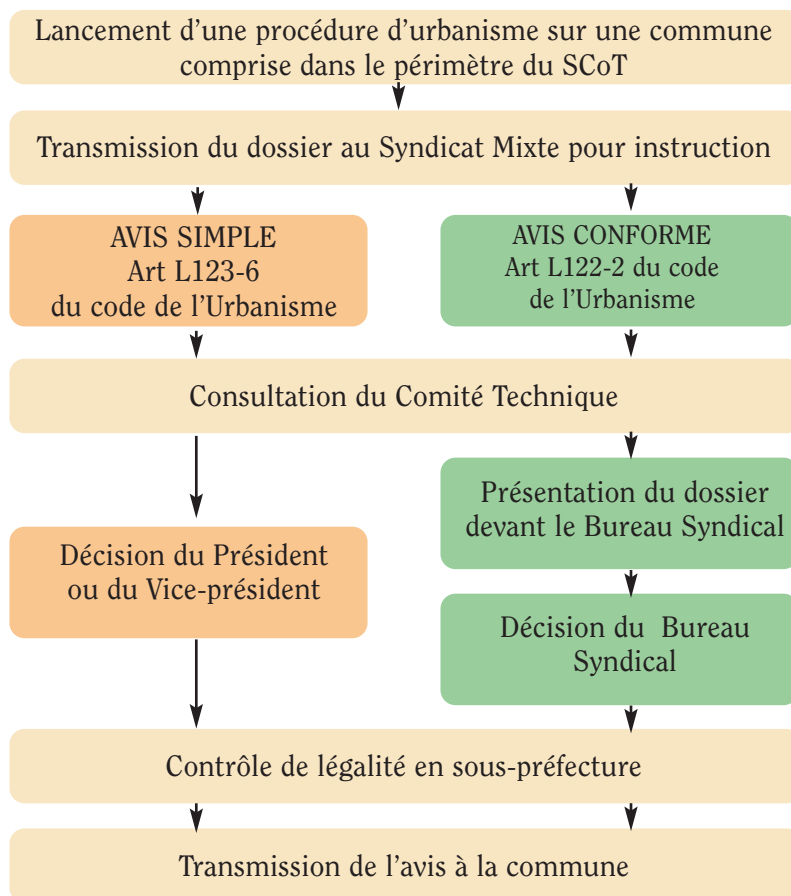 Lancement d’une procédure d’urbanisme sur une commune
comprise dans le périmètre du SCoT
Transmission du dossier au Syndicat Mixte pour instruction
AVIS SIMPLE
Art L123-6
du code de l’Urbanisme
AVIS CONFORME
Art L122-2 du code
de l’Urbanisme
Consultation du Comité Technique
Présentation du dossier
devant le Bureau Syndical
Décision du Président
ou du Vice-président
Décision du Bureau
Syndical
Contrôle de légalité en sous-préfecture
Transmission de l’avis à la commune